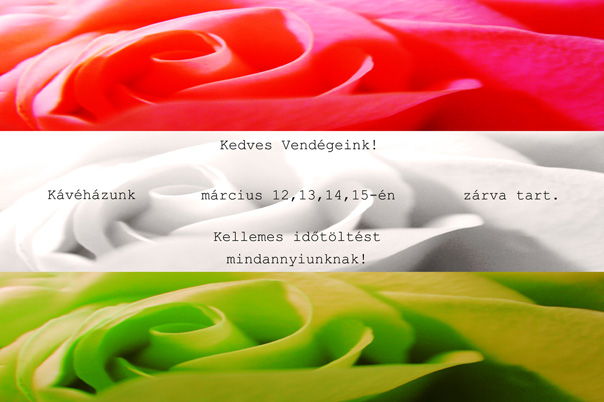 Kedves Vendégeink!
Kávéházunk március 12,13,14,15-én zárva tart.
Kellemes időtöltést
mindannyiunknak!